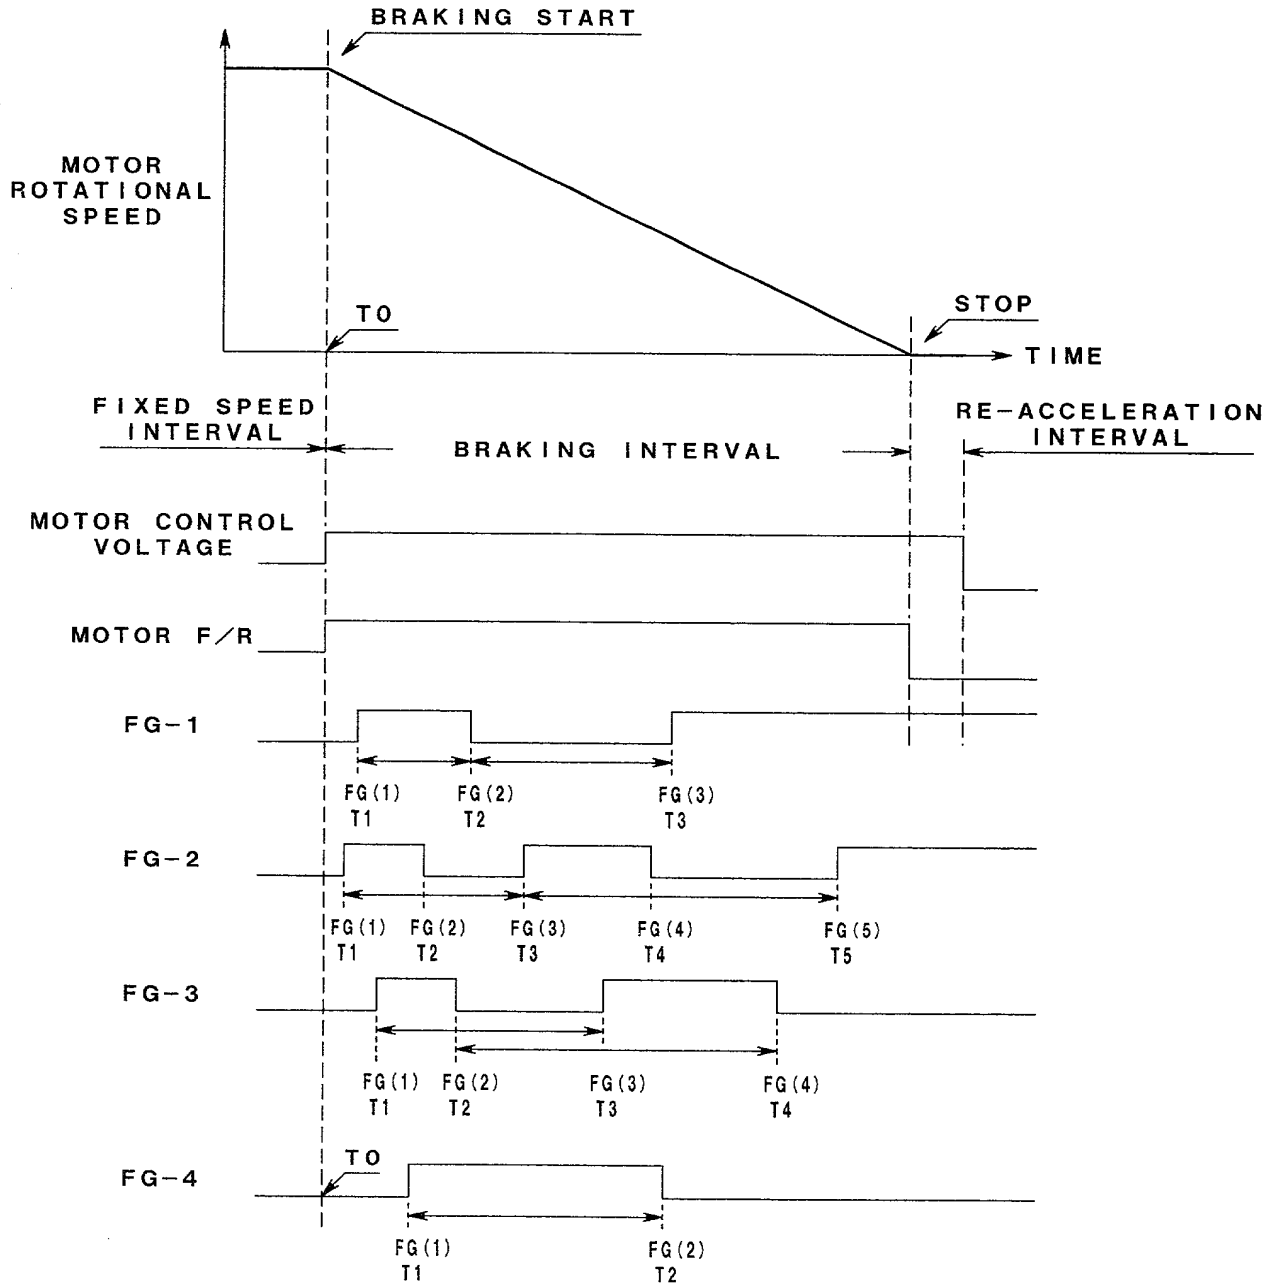 BRAKING START
MOTOR
ROTATIONAL
SPEED
T0
STOP
TIME
FIXED SPEED
INTERVAL
BRAKING INTERVAL
RE-ACCELERATION
INTERVAL
MOTOR CONTROL
VOLTAGE
MOTOR F/R
FG-1
FG(1) FG(2) FG(3)
T1 T2 T3
FG-2
FG(1) FG(2) FG(3) FG(4) FG(5)
T1 T2 T3 T4 T5
FG-3
FG(1) FG(2) FG(3) FG(4)
T1 T2 T3 T4
T0
FG-4
FG(1) FG(2)
T1 T2